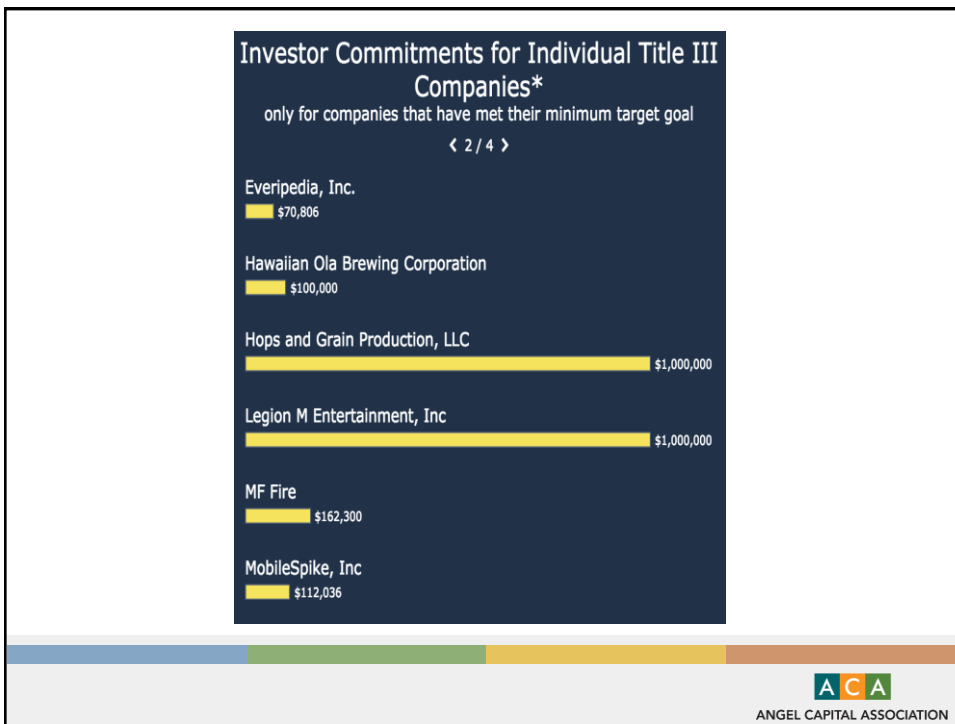 Investor Commitments for Individual Title III
Companies*
only for companies that have met their minimum target goal
< 2 / 4 >
Everipedia, Inc.
$70,806
Hawaiian Ola Brewing Corporation
$100,000
Hops and Grain Production, LLC
$1,000,000
Legion M Entertainment, Inc
$1,000,000
MF Fire
$162,300
MobileSpike, Inc
$112,036
ACA
ANGEL CAPITAL ASSOCIATION